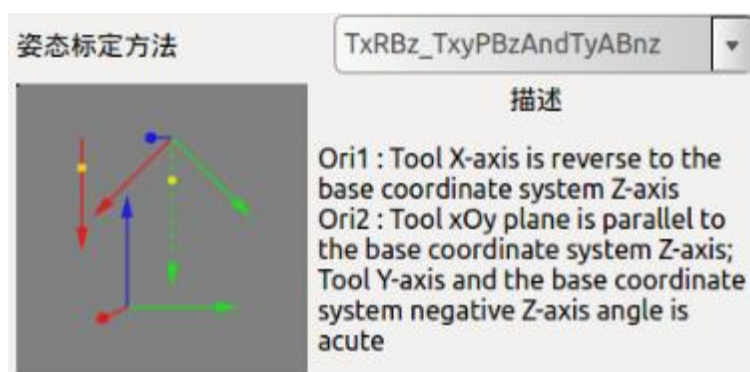 姿态标定方法
TxRBz_TxyPBzAndTyABnz
描述
Ori1 : Tool X-axis is reverse to the
base coordinate system Z-axis
Ori2 : Tool xOy plane is parallel to
the base coordinate system Z-axis;
Tool Y-axis and the base coordinate
system negative Z-axis angle is
acute